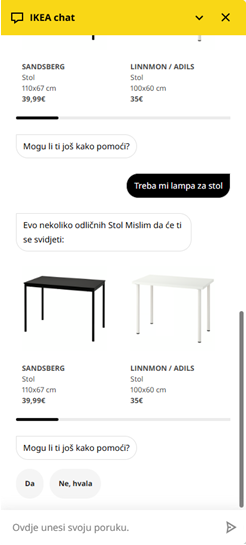 IKEA chat
SANDSBERG LINNMON / ADILS
Stol Stol
110x67 cm 100x60 cm
39,99€ 35€
Mogu li ti još kako pomoći?
Treba mi lampa za stol
Evo nekoliko odličnih Stol Mislim da će ti
se svidjeti:
SANDSBERG LINNMON / ADILS
Stol Stol
110x67 cm 100x60 cm
39,99€ 35€
Mogu li ti još kako pomoći?
Da Ne, hvala
Ovdje unesi svoju poruku.